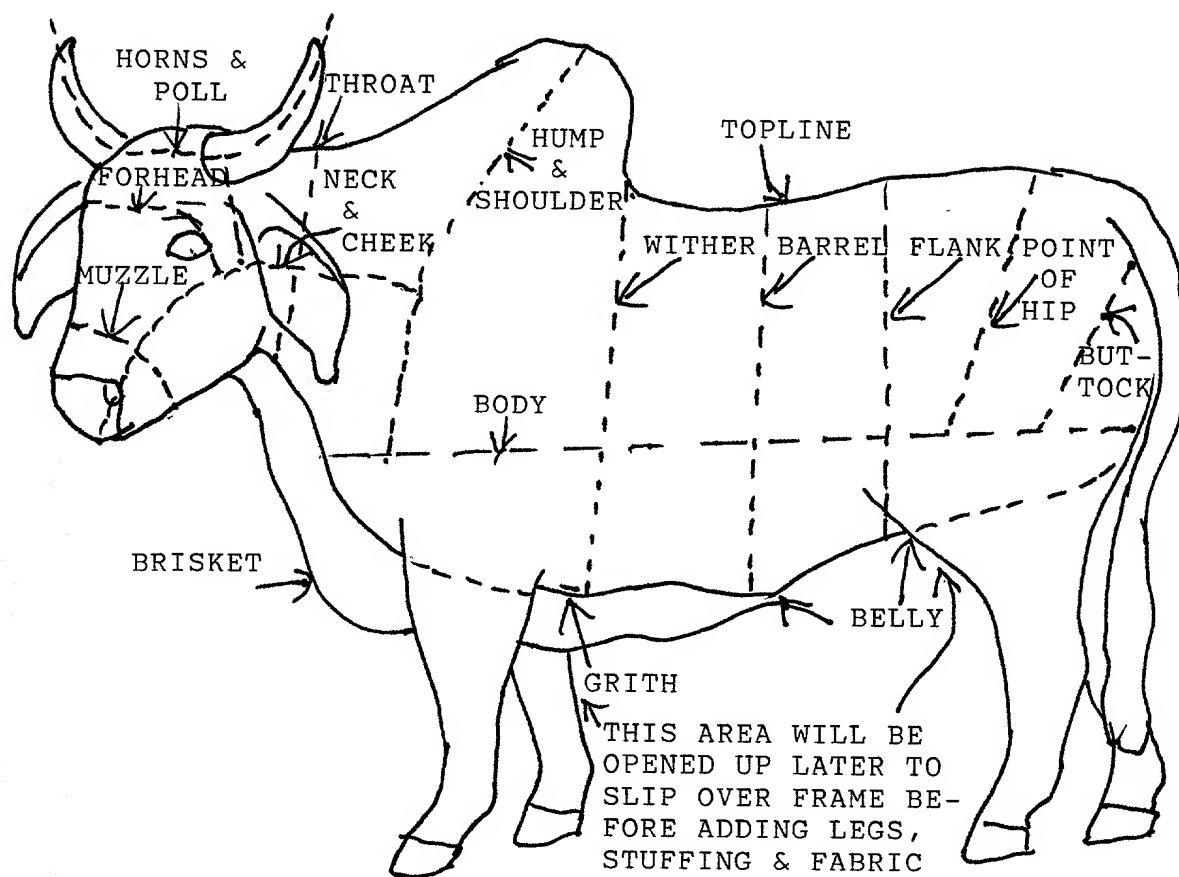 HORNS &
POLL
THROAT
FORHEAD
NECK
&
CHEEK
MUZZLE
HUMP
&
SHOULDER
TOPLINE
WITHER
BARREL
FLANK
POINT
OF
HIP
BUT-
TOCK
BODY
BRISKET
BELLY
GRITH
THIS AREA WILL BE
OPENED UP LATER TO
SLIP OVER FRAME BE-
FORE ADDING LEGS,
STUFFING & FABRIC